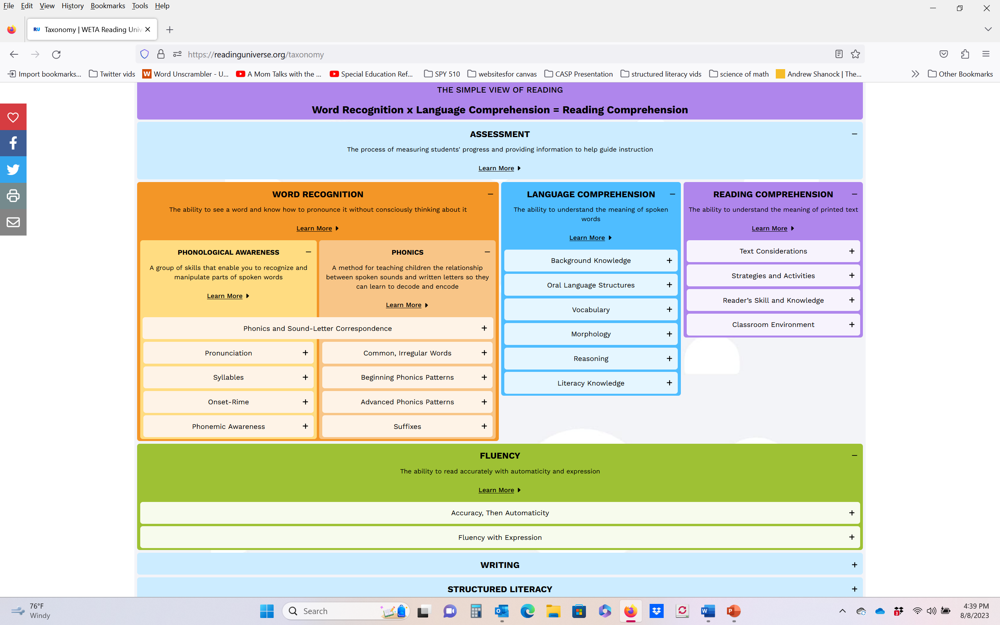 File Edit View History Bookmarks Tools Help
RU Taxonomy | WETA Reading Univ
https://readinguniverse.org/taxonomy
Import bookmarks... Twitter vids W Word Unscrambler - U... A Mom Talks with the ... Special Education Ref... SPY 510 websitesfor canvas CASP Presentation structured literacy vids science of math Andrew Shanock | The... Other Bookmarks
THE SIMPLE VIEW OF READING
Word Recognition x Language Comprehension = Reading Comprehension
ASSESSMENT
The process of measuring students' progress and providing information to help guide instruction
Learn More
WORD RECOGNITION
The ability to see a word and know how to pronounce it without consciously thinking about it
Learn More
PHONOLOGICAL AWARENESS
A group of skills that enable you to recognize and
manipulate parts of spoken words
Learn More
PHONICS
A method for teaching children the relationship
between spoken sounds and written letters so they
can learn to decode and encode
Learn More
Phonics and Sound-Letter Correspondence
Pronunciation
Syllables
Onset-Rime
Phonemic Awareness
Common, Irregular Words
Beginning Phonics Patterns
Advanced Phonics Patterns
Suffixes
LANGUAGE COMPREHENSION
The ability to understand the meaning of spoken
words
Learn More
Background Knowledge
Oral Language Structures
Vocabulary
Morphology
Reasoning
Literacy Knowledge
READING COMPREHENSION
The ability to understand the meaning of printed text
Learn More
Text Considerations
Strategies and Activities
Reader’s Skill and Knowledge
Classroom Environment
FLUENCY
The ability to read accurately with automaticity and expression
Learn More
Accuracy, Then Automaticity
Fluency with Expression
WRITING
STRUCTURED LITERACY
76°F
Windy
Search
3
4:39 PM
8/8/2023